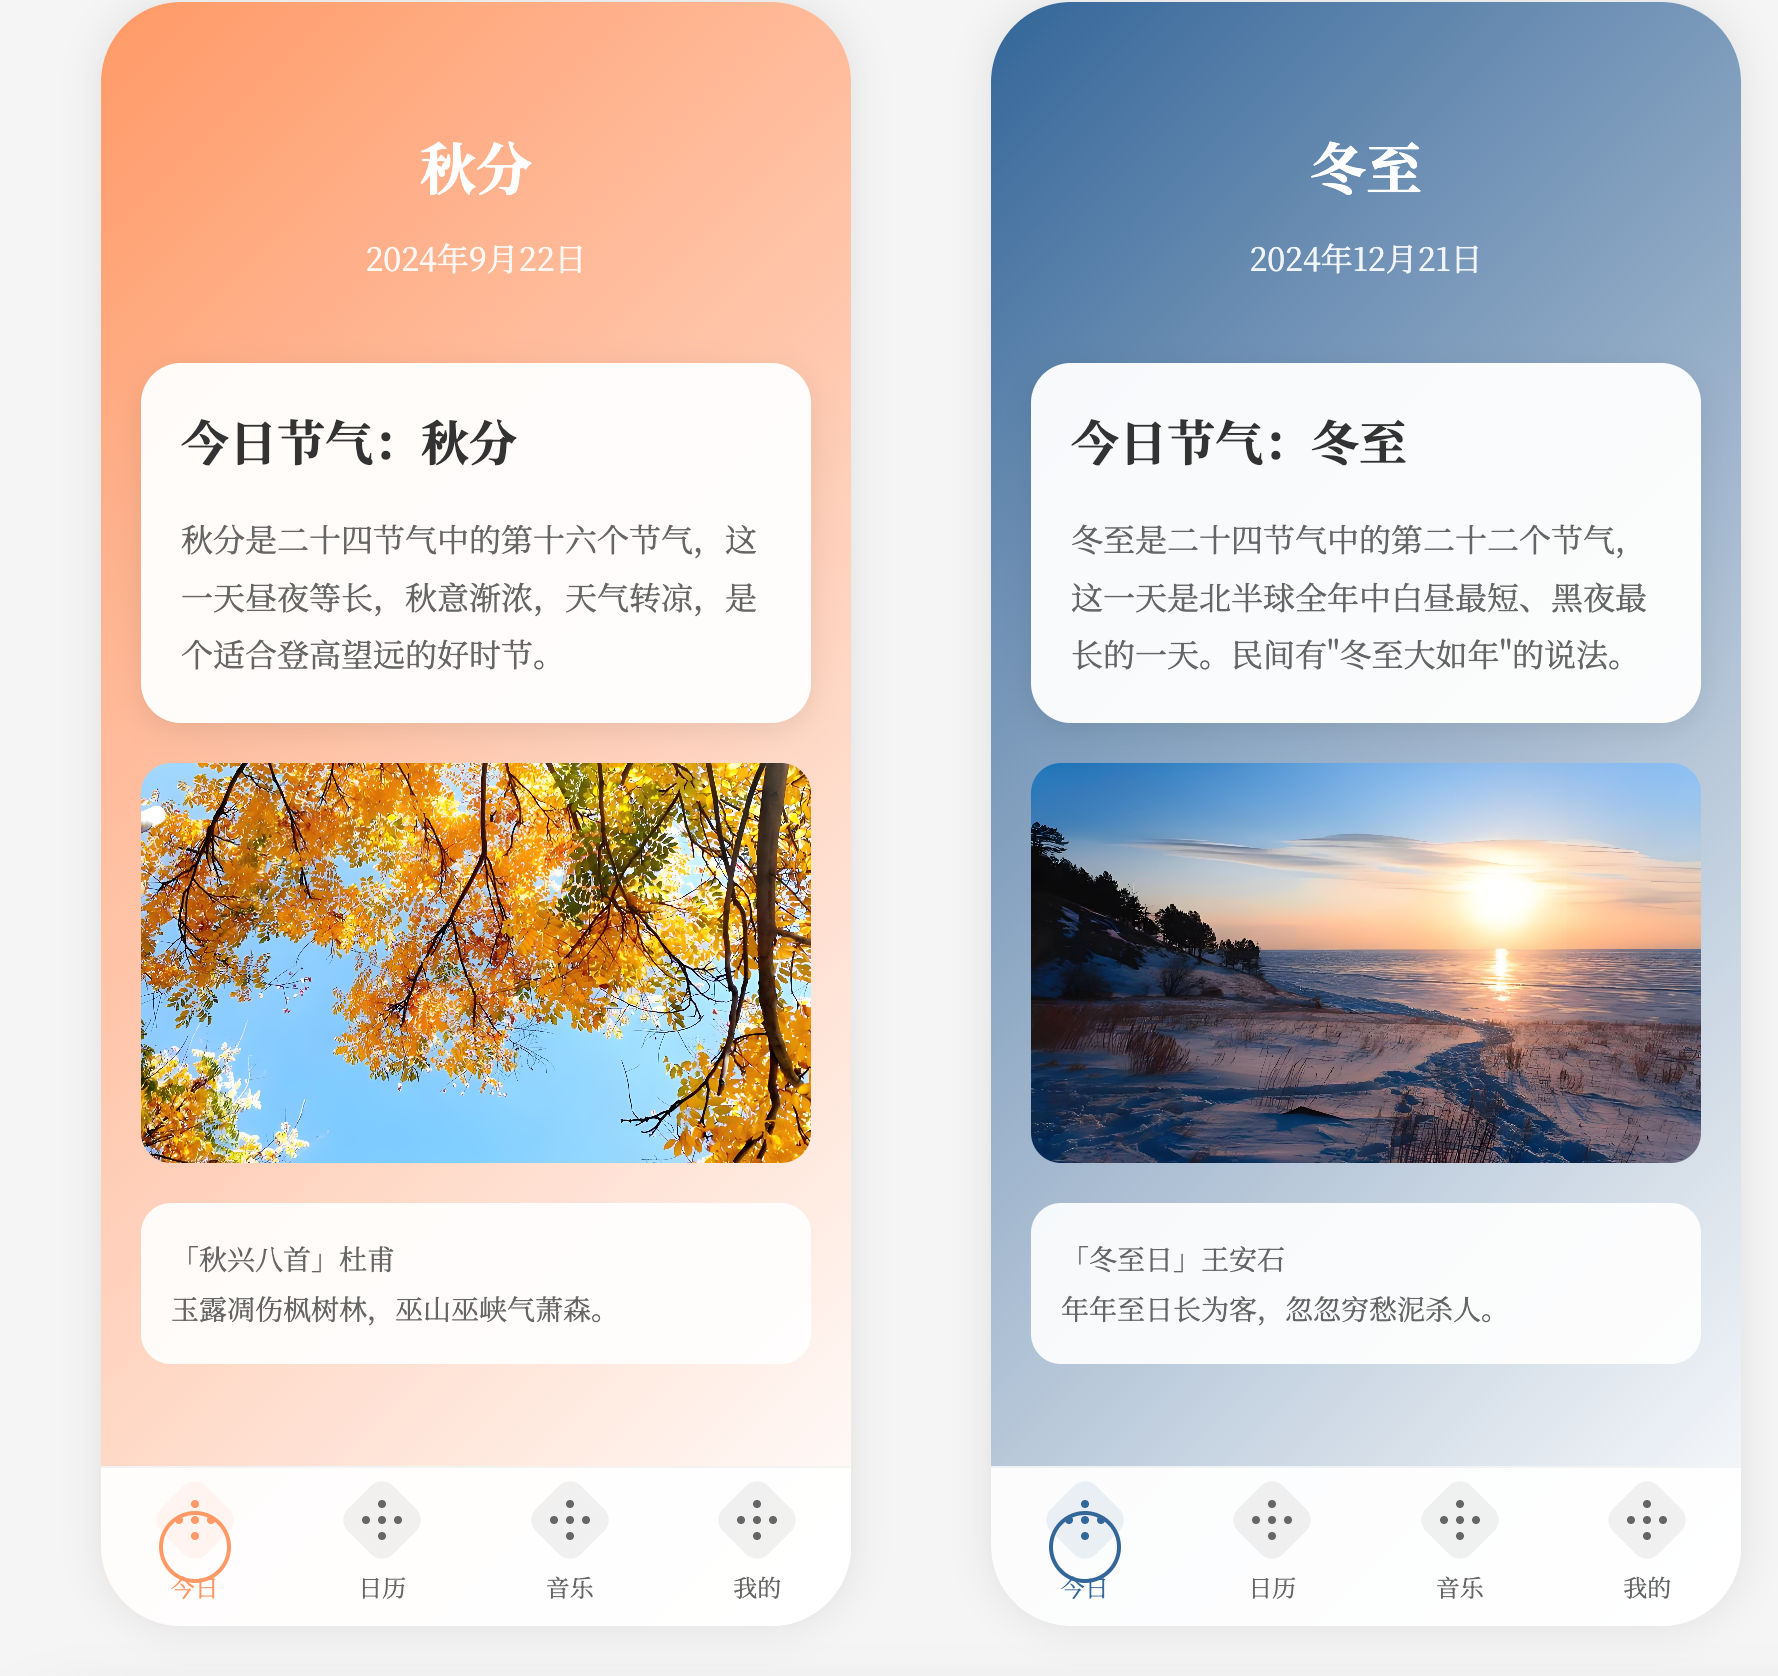 秋分
2024年9月22日
今日节气：秋分
秋分是二十四节气中的第十六个节气，这
一天昼夜等长，秋意渐浓，天气转凉，是
个适合登高望远的好时节。
「秋兴八首」杜甫
玉露凋伤枫树林，巫山巫峡气萧森。
今日
日历
音乐
我的
冬至
2024年12月21日
今日节气：冬至
冬至是二十四节气中的第二十二个节气，
这一天是北半球全年中白昼最短、黑夜最
长的一天。民间有"冬至大如年"的说法。
「冬至日」王安石
年年至日长为客，忽忽穷愁泥杀人。
今日
日历
音乐
我的